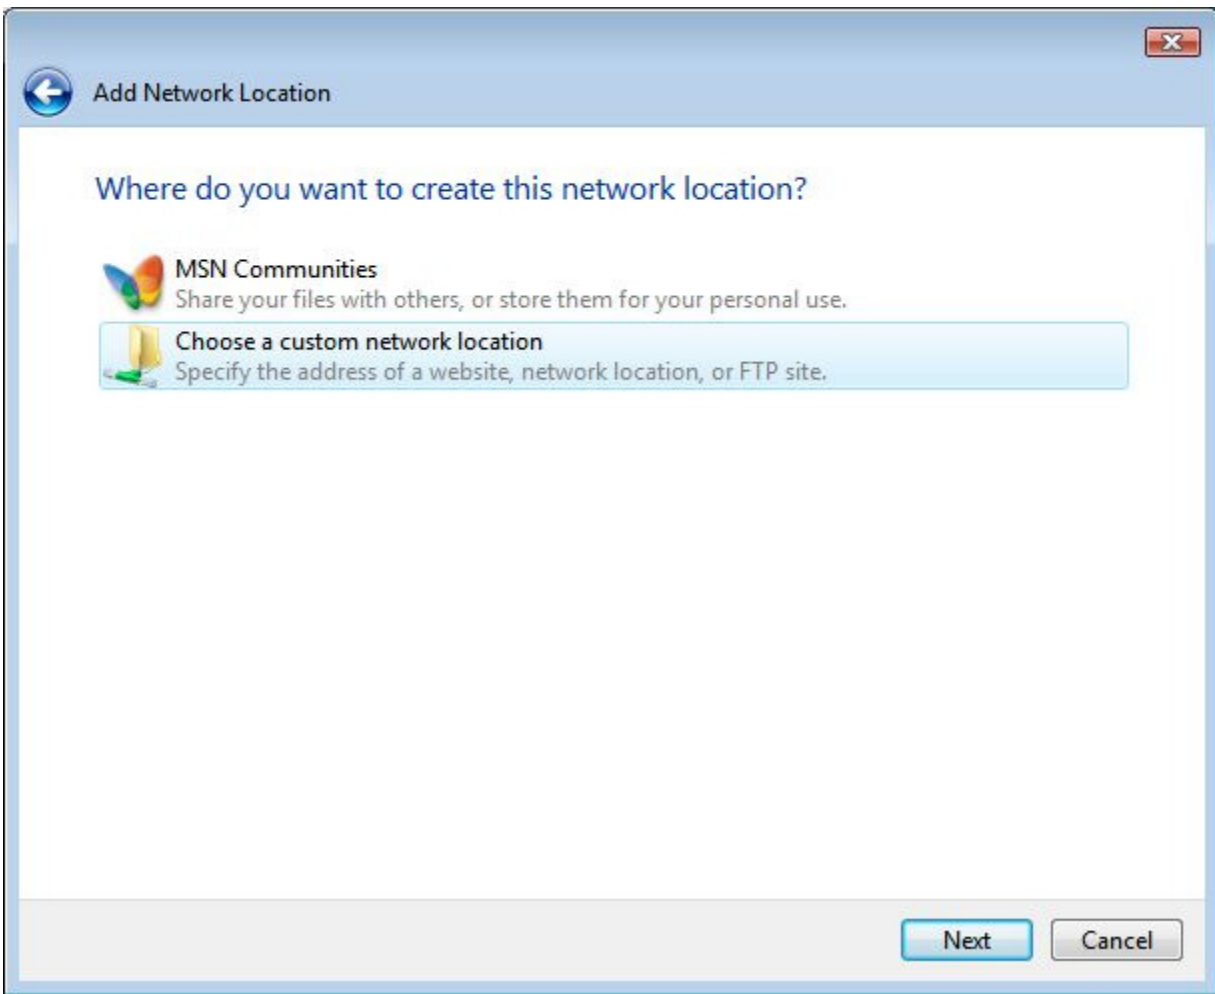 Add Network Location
Where do you want to create this network location?
MSN Communities
Share your files with others, or store them for your personal use.
Choose a custom network location
Specify the address of a website, network location, or FTP site.
Next
Cancel